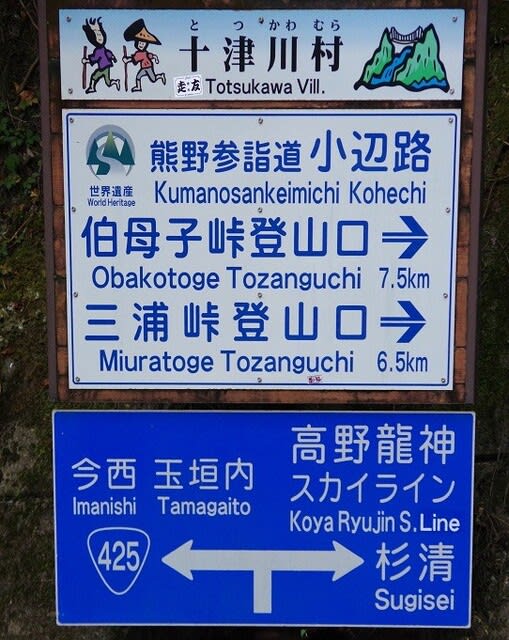 とつかわむら
十津川村
走友
Totsukawa Vill.
熊野参詣道 小辺路
世界遺産
World Heritage
Kumanosankeimichi Kohechi
伯母子峠登山口
Obakotoge Tozanguchi 7.5km
三浦峠登山口
Miuratoge Tozanguchi 6.5km
今西 玉垣内
Imanishi Tamagaito
高野龍神
スカイライン
Koya Ryujin S.Line
425
杉清
Sugisei